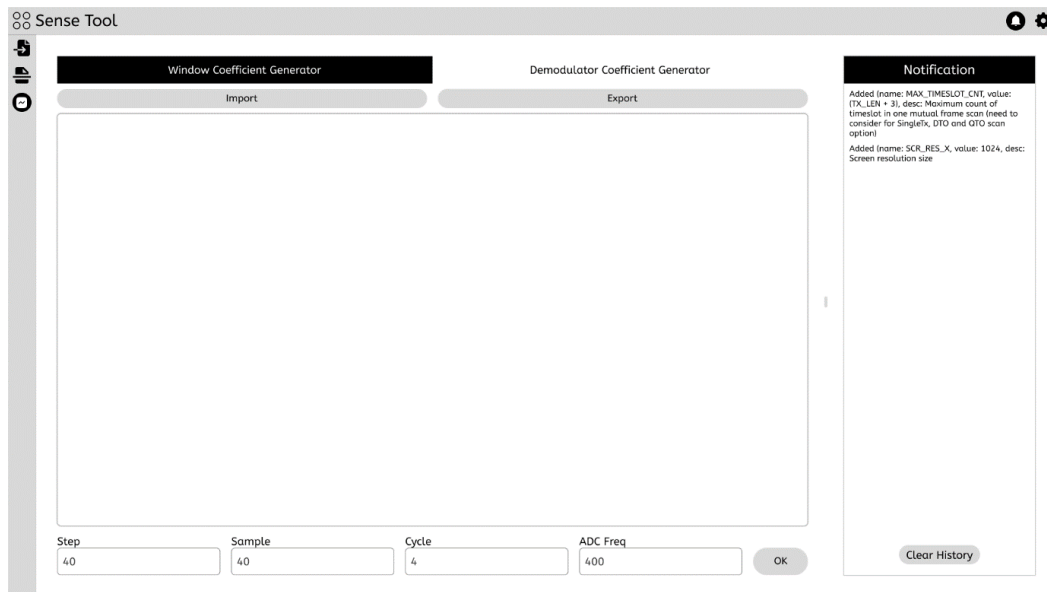 Sense Tool
Window Coefficient Generator
Demodulator Coefficient Generator
Import
Export
Step
40
Sample
40
Cycle
4
ADC Freq
400
OK
Notification
Added (name: MAX_TIMESLOT_CNT, value:
(TX_LEN + 3), desc: Maximum count of
timeslot in one mutual frame scan (need to
consider for SingleTx, DTO and QTO scan
option)
Added (name: SCR_RES_X, value: 1024, desc:
Screen resolution size
Clear History